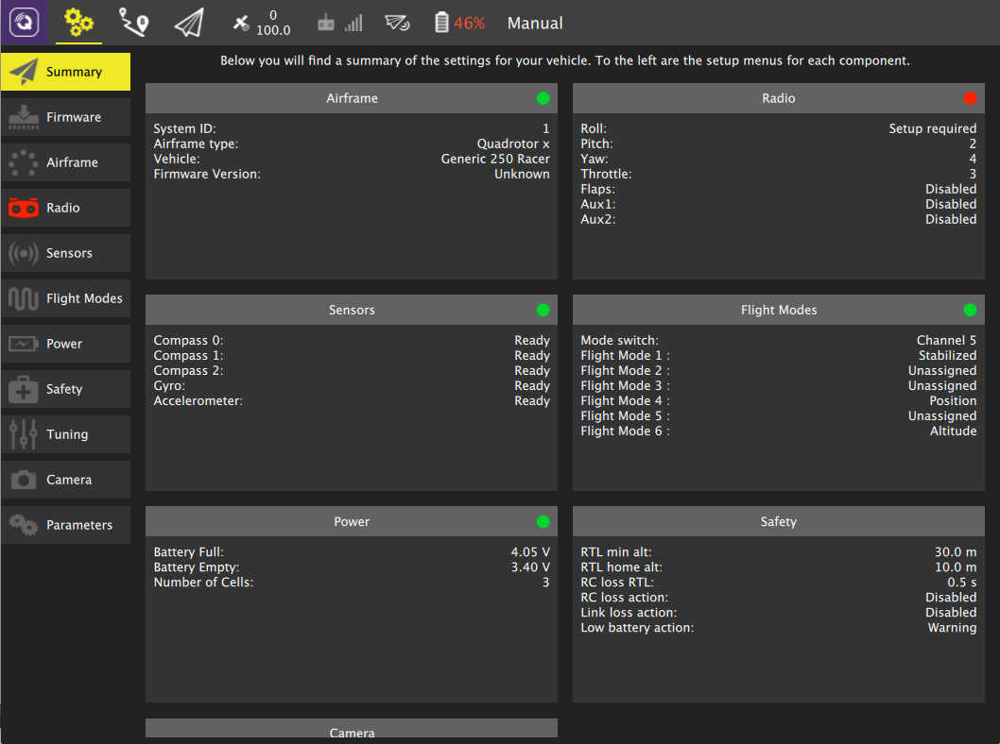 0
100.0
46%
Manual
Below you will find a summary of the settings for your vehicle. To the left are the setup menus for each component.
Summary
Firmware
Airframe
Radio
Sensors
Flight Modes
Power
Safety
Tuning
Camera
Parameters
Airframe
System ID: 1
Airframe type: Quadrotor x
Vehicle: Generic 250 Racer
Firmware Version: Unknown
Radio
Roll: Setup required
Pitch: 2
Yaw: 4
Throttle: 3
Flaps: Disabled
Aux1: Disabled
Aux2: Disabled
Sensors
Compass 0: Ready
Compass 1: Ready
Compass 2: Ready
Gyro: Ready
Accelerometer: Ready
Flight Modes
Mode switch: Channel 5
Flight Mode 1 : Stabilized
Flight Mode 2 : Unassigned
Flight Mode 3 : Unassigned
Flight Mode 4 : Position
Flight Mode 5 : Unassigned
Flight Mode 6 : Altitude
Power
Battery Full: 4.05 V
Battery Empty: 3.40 V
Number of Cells: 3
Safety
RTL min alt: 30.0 m
RTL home alt: 10.0 m
RC loss RTL: 0.5 s
RC loss action: Disabled
Link loss action: Disabled
Low battery action: Warning
Camera